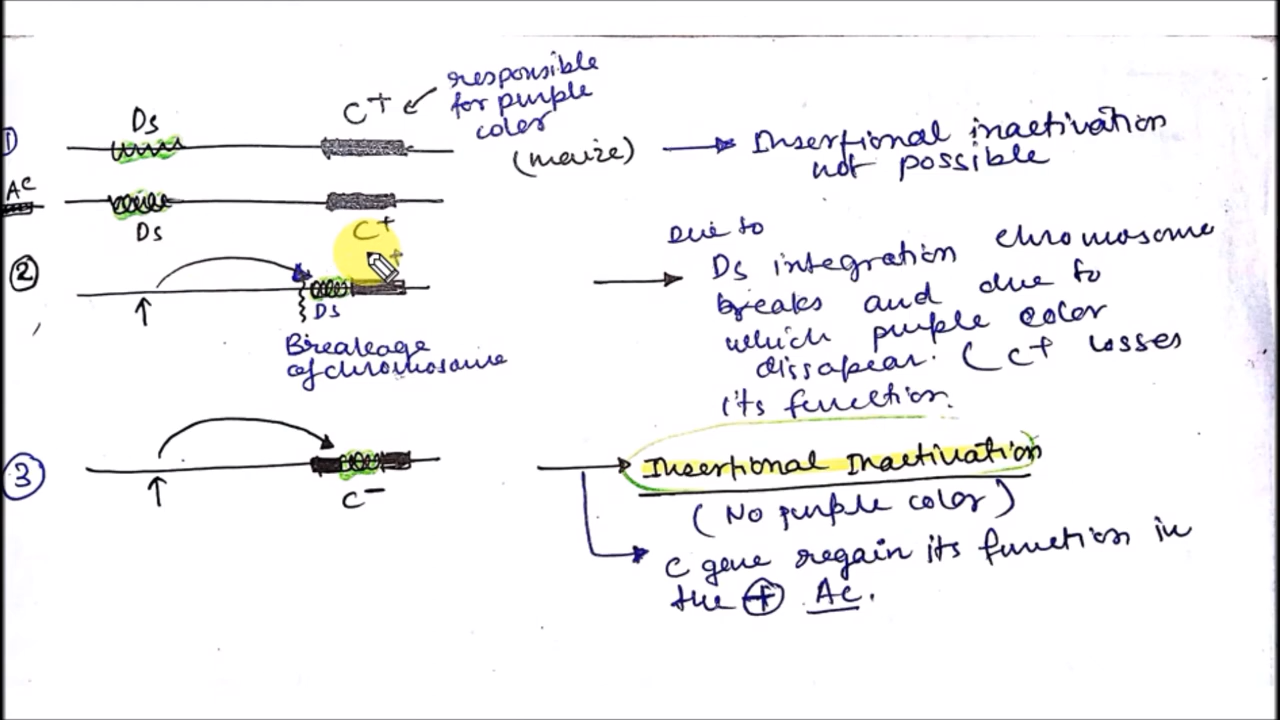 responsible
for purple
color
C+
Ds
(maize)
Insertional inactivation
not possible
1
Ac
Ds
C+
2
+
Ds
Breakage
of chromosome
Due to
Ds integration chromosome
breaks and due to
which purple color
dissapear. (C+ losses
its function.
3
C-
Insertional Inactivation
(No purple color)
C gene regain its function in
the + Ac.